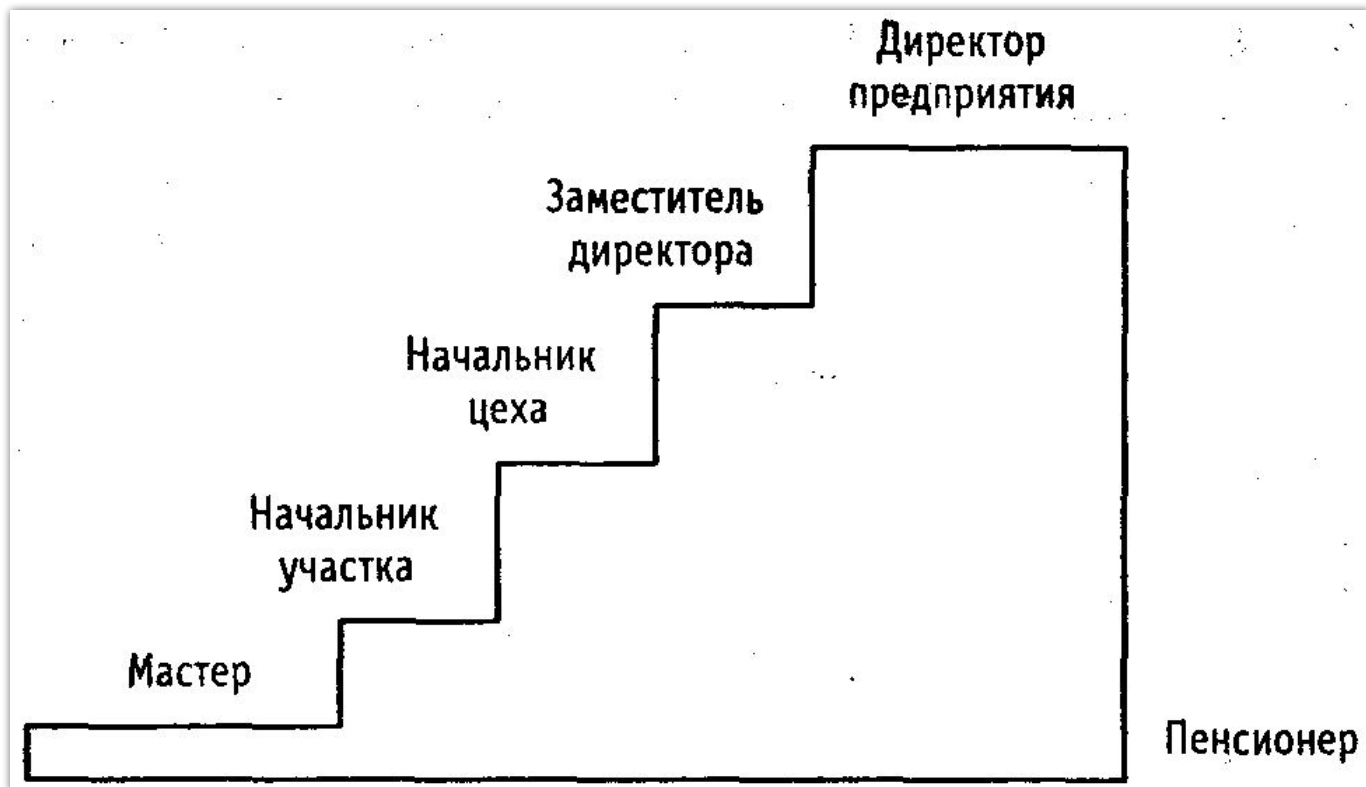 Директор
предприятия
Заместитель
директора
Начальник
цеха
Начальник
участка
Мастер
Пенсионер